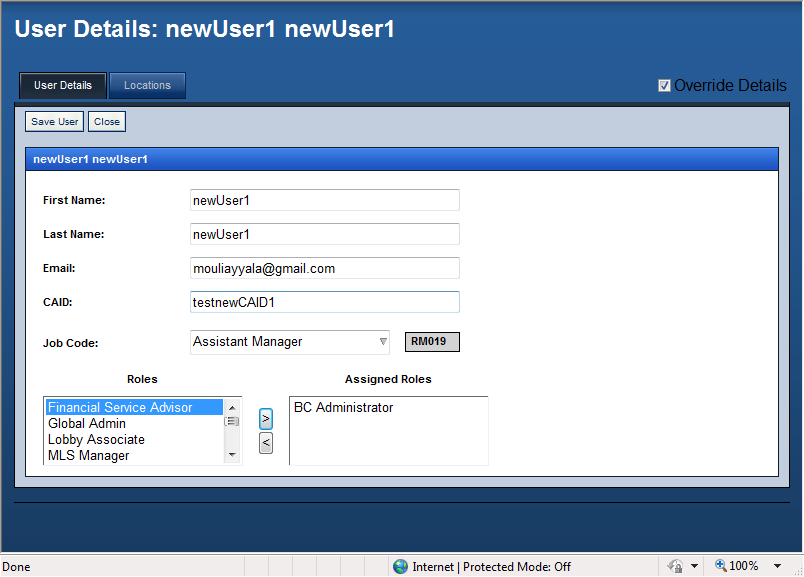 User Details: newUser1 newUser1
User Details Locations Override Details
Save User Close
newUser1 newUser1
First Name: newUser1
Last Name: newUser1
Email: mouliayyala@gmail.com
CAID: testnewCAID1
Job Code: Assistant Manager RM019
Roles Assigned Roles
Financial Service Advisor > BC Administrator
Global Admin
Lobby Associate <
MLS Manager
Done Internet | Protected Mode: Off 100%